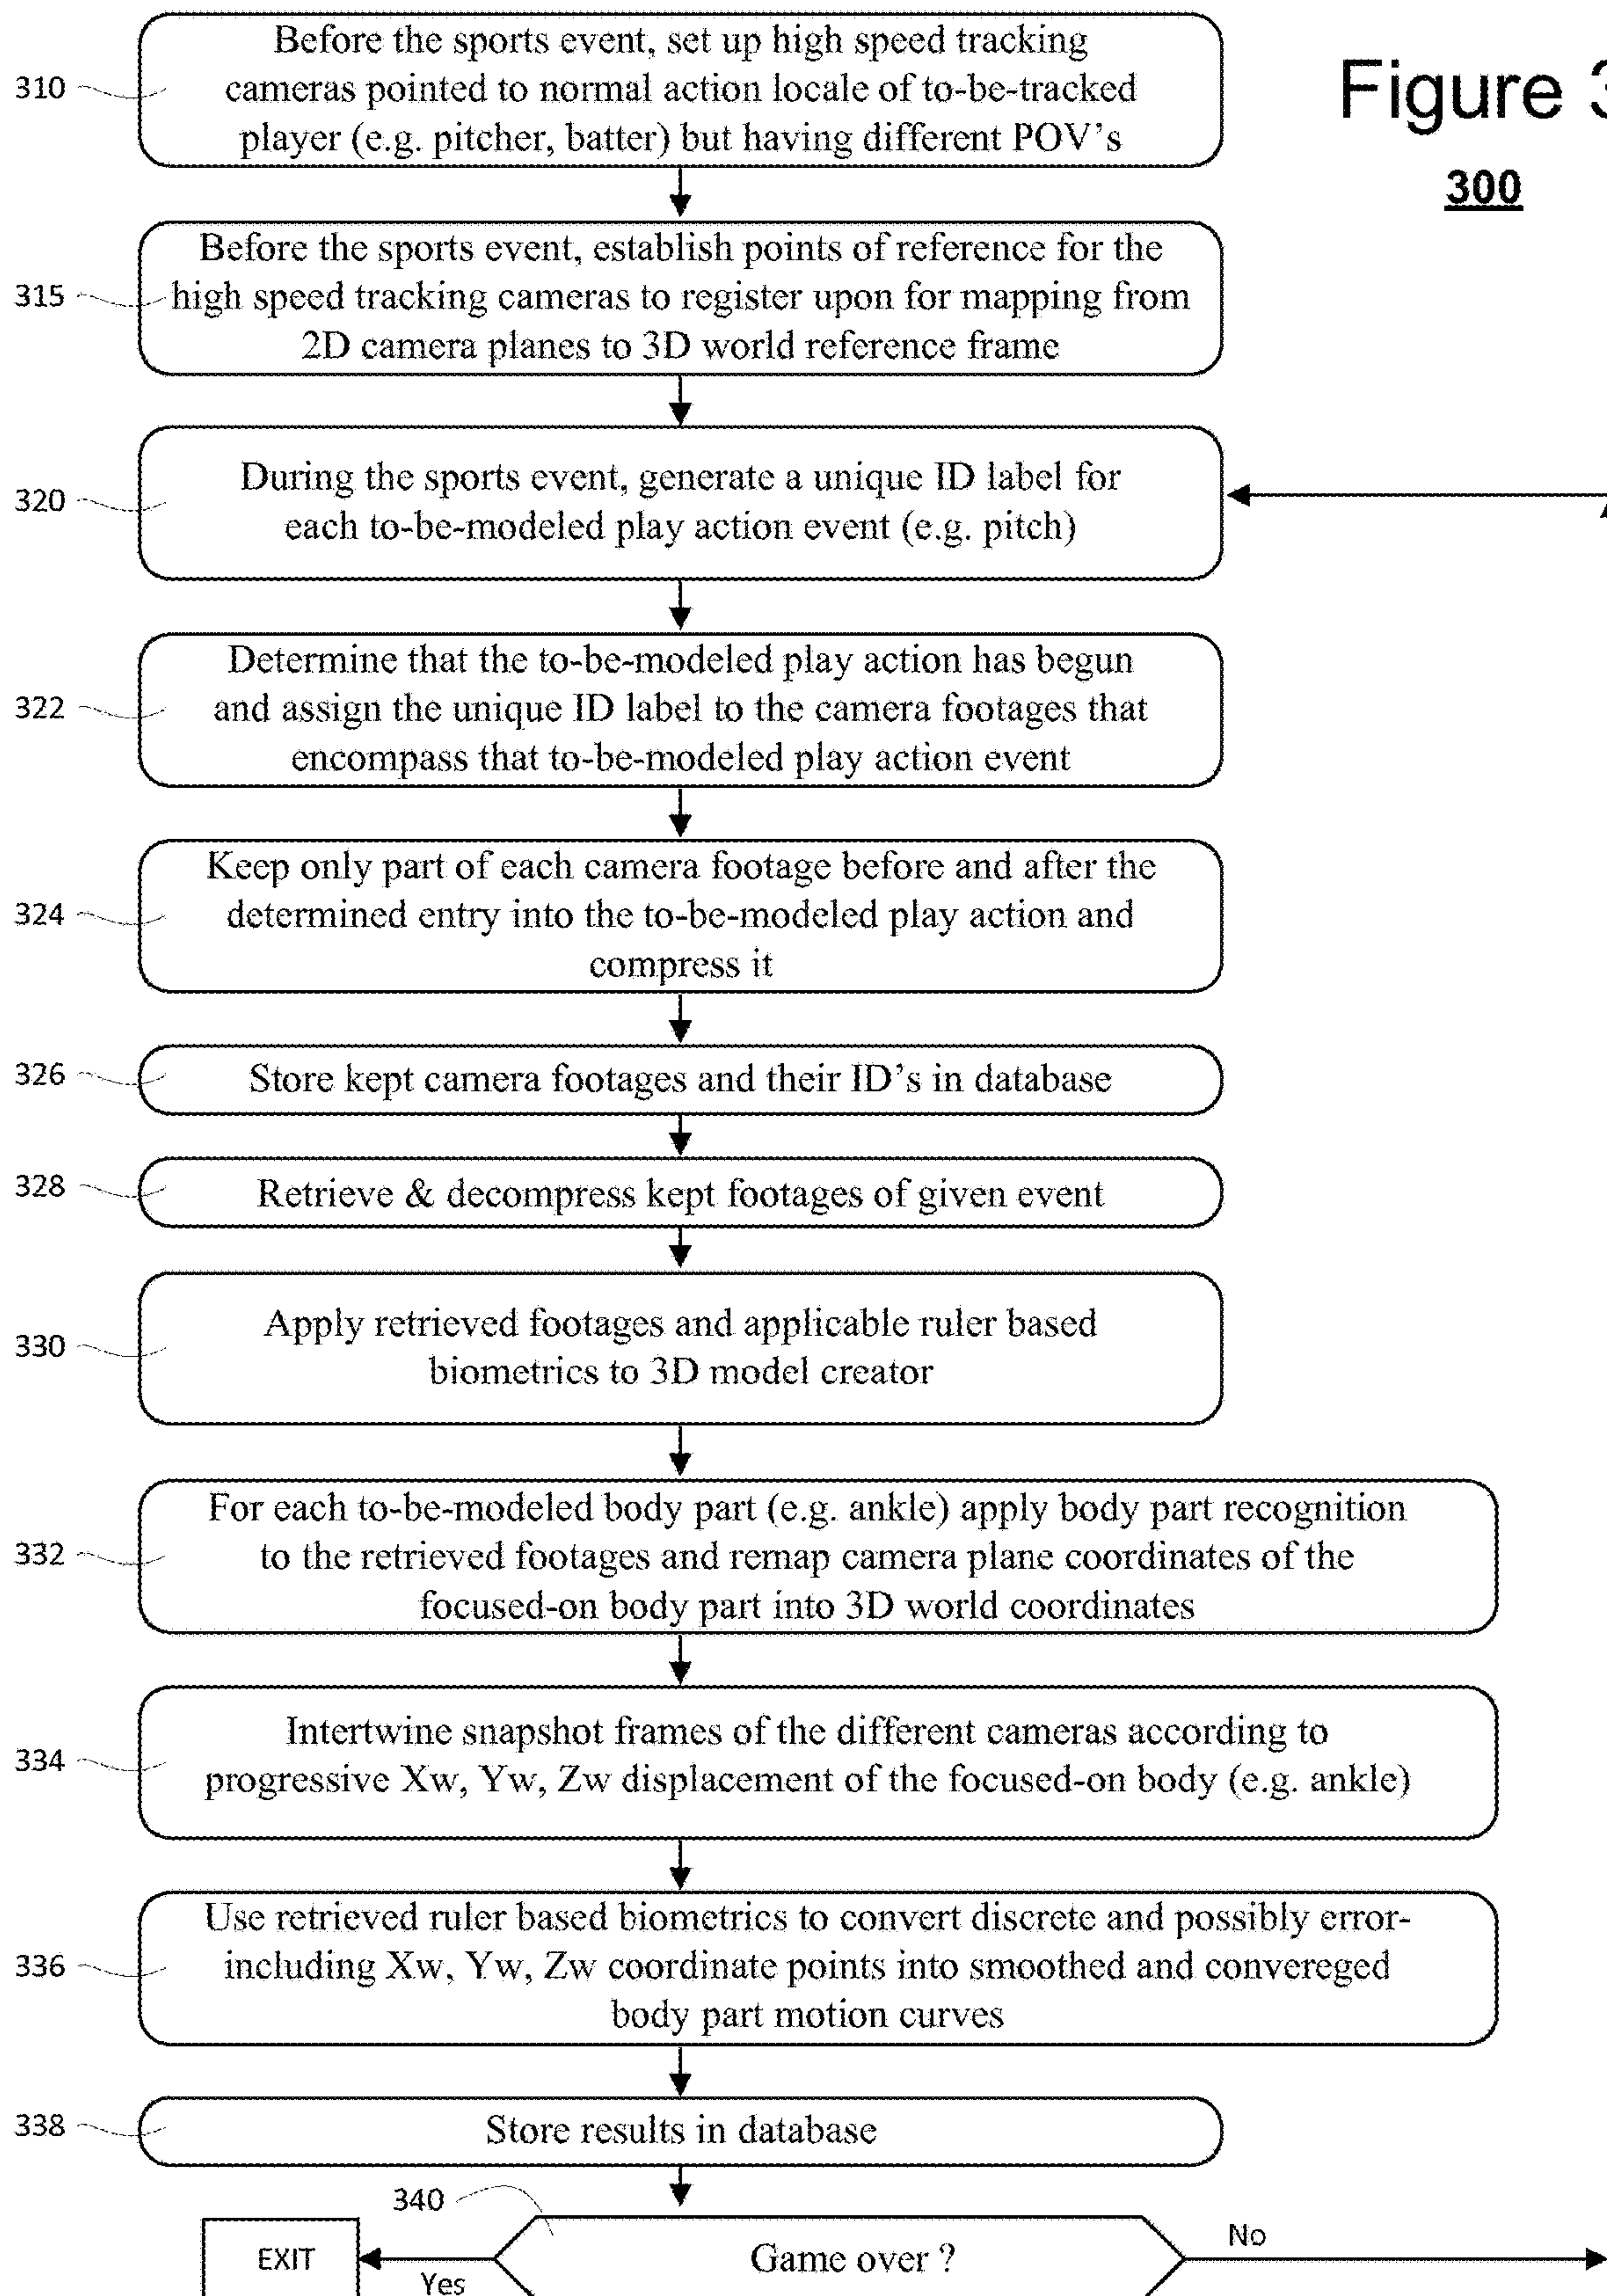 Before the sports event, set up high speed tracking
cameras pointed to normal action locale of to-be-tracked
player (e.g. pitcher, batter) but having different POV's
310
Figure 3
300
Before the sports event, establish points of reference for the
high speed tracking cameras to register upon for mapping from
2D camera planes to 3D world reference frame
315
During the sports event, generate a unique ID label for
each to-be-modeled play action event (e.g. pitch)
320
Determine that the to-be-modeled play action has begun
and assign the unique ID label to the camera footages that
encompass that to-be-modeled play action event
322
Keep only part of each camera footage before and after the
determined entry into the to-be-modeled play action and
compress it
324
Store kept camera footages and their ID's in database
326
Retrieve & decompress kept footages of given event
328
Apply retrieved footages and applicable ruler based
biometrics to 3D model creator
330
For each to-be-modeled body part (e.g. ankle) apply body part recognition
to the retrieved footages and remap camera plane coordinates of the
focused-on body part into 3D world coordinates
332
Intertwine snapshot frames of the different cameras according to
progressive Xw, Yw, Zw displacement of the focused-on body (e.g. ankle)
334
Use retrieved ruler based biometrics to convert discrete and possibly error-
including Xw, Yw, Zw coordinate points into smoothed and convereged
body part motion curves
336
Store results in database
338
340
Game over ?
No
Yes
EXIT